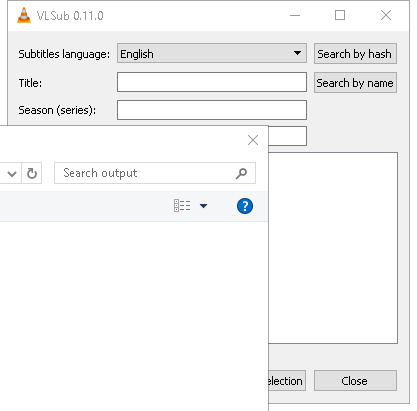 VLSub 0.11.0
Subtitles language: English Search by hash
Title: Search by name
Season (series):
Search output
?
election Close